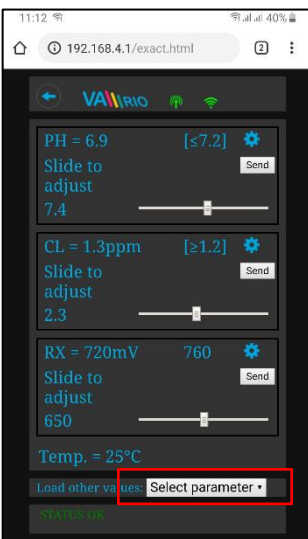 11:12 40%
192.168.4.1/exact.html 2
VAIIIRIO
PH = 6.9 [≤7.2]
Slide to Send
adjust
7.4
CL = 1.3ppm [≥1.2]
Slide to Send
adjust
2.3
RX = 720mV 760
Slide to Send
adjust
650
Temp. = 25°C
Load other values: Select parameter
STATUS OK